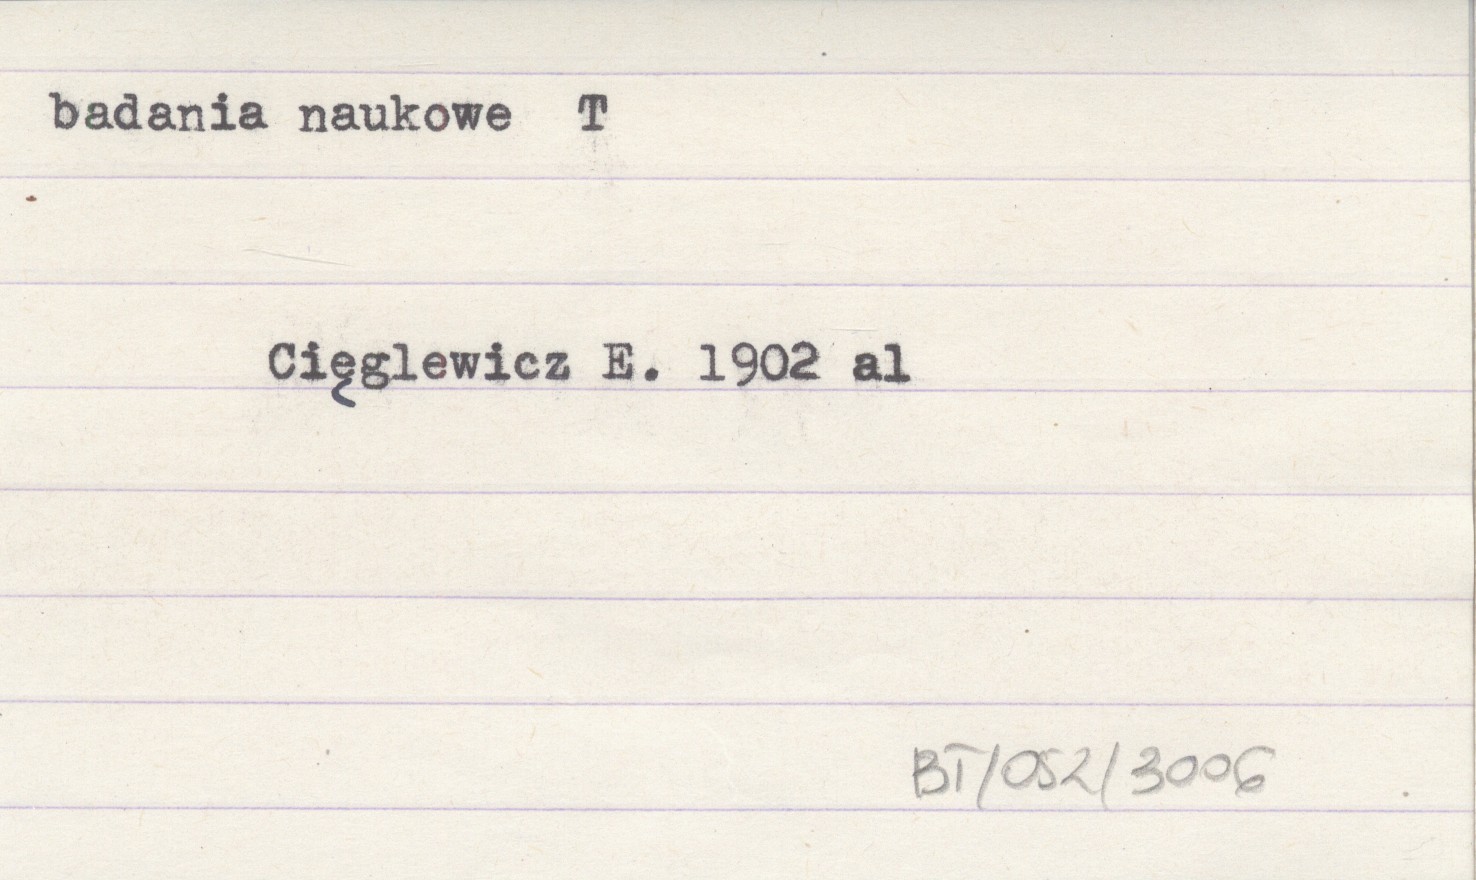 badania naukowe T
Cięglewicz E. 1902 al
BT/052/3006